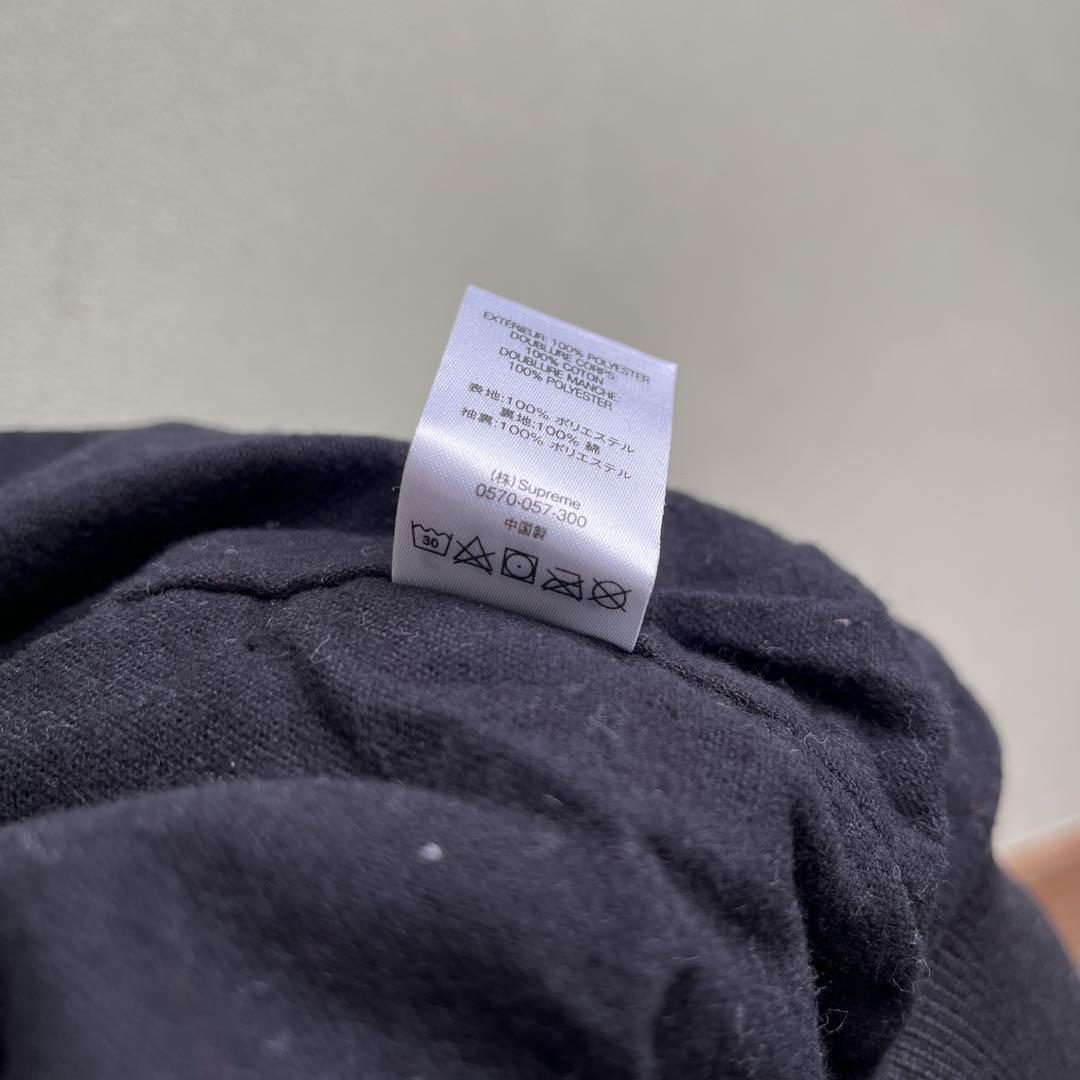 EXTÉRIEUR: 100% POLYESTER
DOUBLURE CORPS:
100% COTON
DOUBLURE MANCHE:
100% POLYESTER
表地:100% ポリエステル
裏地:100% 綿
袖裏:100% ポリエステル
(株)Supreme
0570-057-300
中国製
30